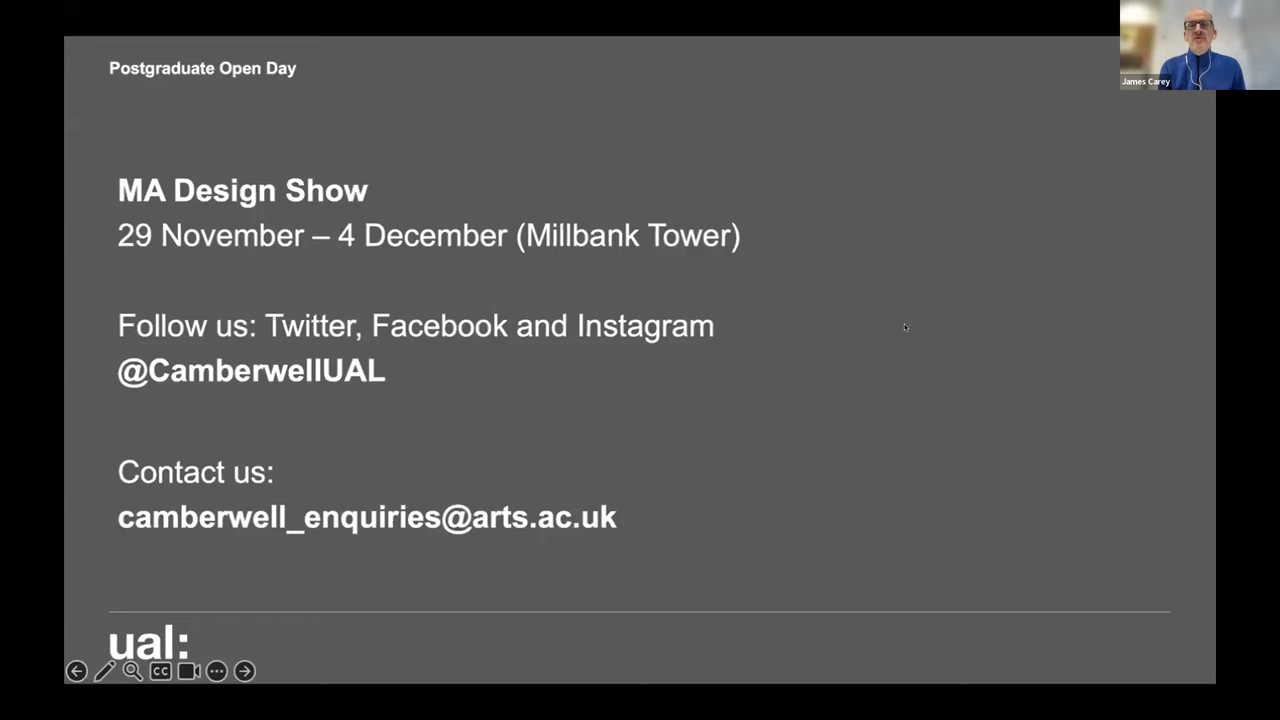 Postgraduate Open Day
James Carey
MA Design Show
29 November – 4 December (Millbank Tower)
Follow us: Twitter, Facebook and Instagram
@CamberwellUAL
Contact us:
camberwell_enquiries@arts.ac.uk
ual:
CC